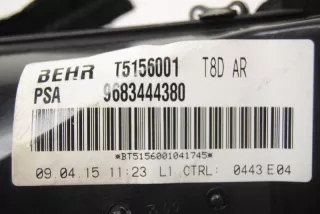 BEHR T5156001 T8D AR
PSA 9683444380
*BT5156001041745*
09.04.15 11:23 L1 CTRL: 0443 E04